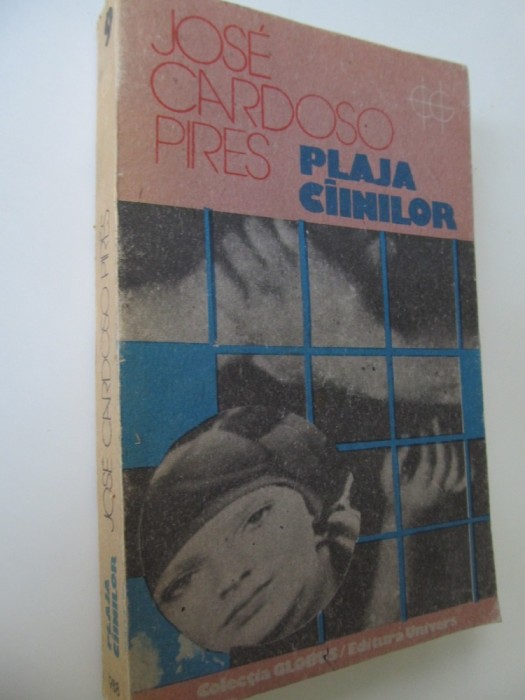 JOSÉ
CARDOSO
PIRES
PLAJA
CÎINILOR
Colecția GLOBUS / Editura Univers
JOSÉ CARDOSO PIRES
PLAJA
CÎINILOR